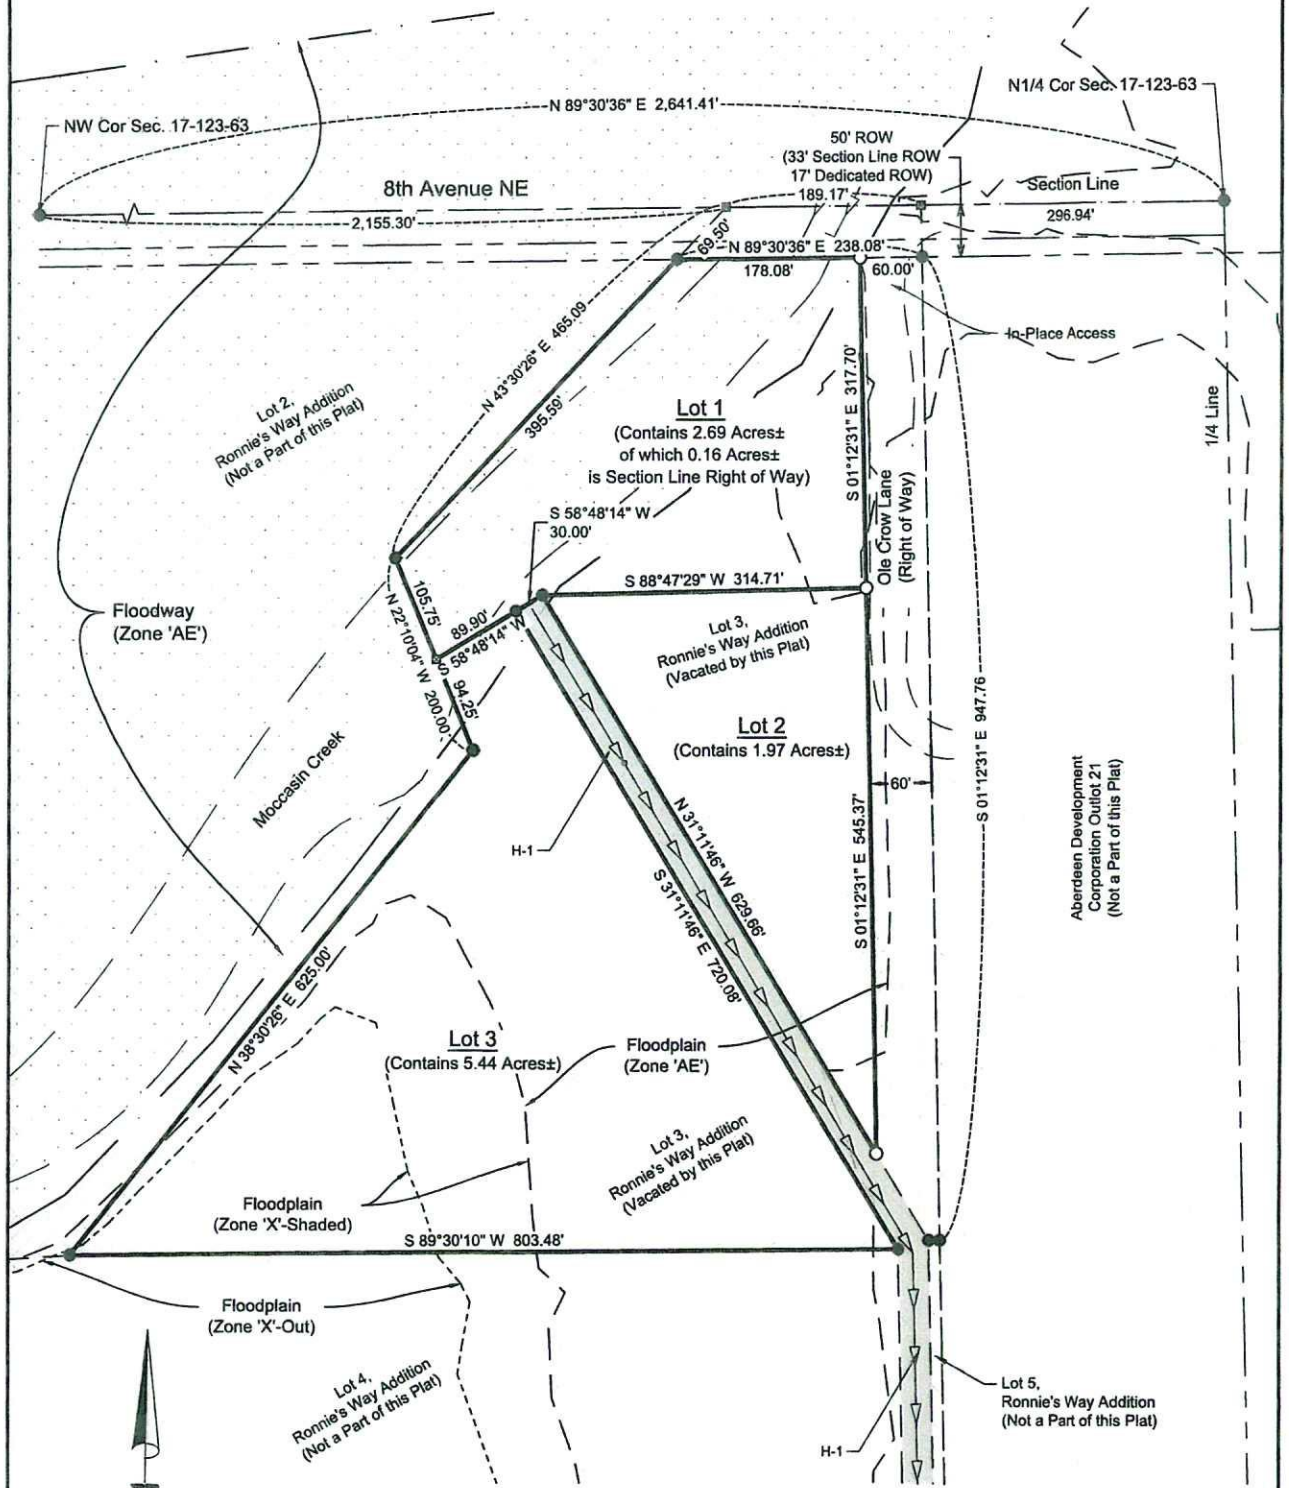 N 89°30'36" E 2,641.41'
N1/4 Cor Sec. 17-123-63
NW Cor Sec. 17-123-63
50' ROW
(33' Section Line ROW
17' Dedicated ROW)
8th Avenue NE
189.17'
Section Line
2,155.30'
296.94'
69.50'
N 89°30'36" E 238.08'
178.08'
60.00'
In-Place Access
N 43°30'26" E 465.09
395.59'
S 01°12'31" E 317.70'
1/4 Line
Lot 2,
Ronnie's Way Addition
(Not a Part of this Plat)
Lot 1
(Contains 2.69 Acres±
of which 0.16 Acres±
is Section Line Right of Way)
S 58°48'14" W
30.00'
Ole Crow Lane
(Right of Way)
S 88°47'29" W 314.71'
Floodway
(Zone 'AE')
105.75'
N 22°10'04" W 200.00'
89.90'
S 58°48'14" W
94.25'
Lot 3,
Ronnie's Way Addition
(Vacated by this Plat)
Lot 2
(Contains 1.97 Acres±)
Moccasin Creek
60'
S 01°12'31" E 947.76
Aberdeen Development
Corporation Outlot 21
(Not a Part of this Plat)
H-1
N 31°11'46" W 629.66'
S 31°11'46" E 720.08'
S 01°12'31" E 545.37'
N 38°30'26" E 625.00'
Lot 3
(Contains 5.44 Acres±)
Floodplain
(Zone 'AE')
Lot 3,
Ronnie's Way Addition
(Vacated by this Plat)
Floodplain
(Zone 'X'-Shaded)
S 89°30'10" W 803.48'
Floodplain
(Zone 'X'-Out)
Lot 4,
Ronnie's Way Addition
(Not a Part of this Plat)
Lot 5,
Ronnie's Way Addition
(Not a Part of this Plat)
H-1